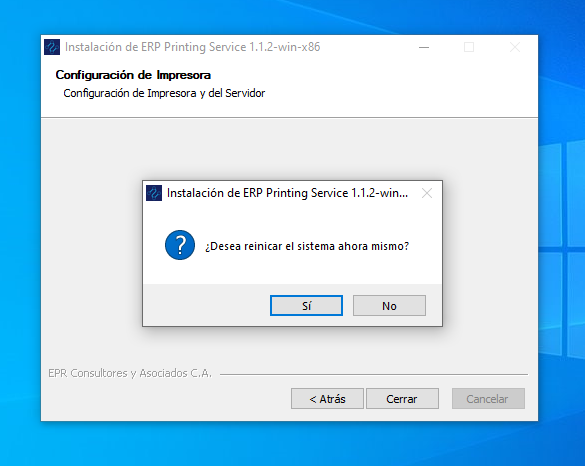 Instalación de ERP Printing Service 1.1.2-win-x86
Configuración de Impresora
Configuración de Impresora y del Servidor
Instalación de ERP Printing Service 1.1.2-win...
¿Desea reinicar el sistema ahora mismo?
Sí
No
EPR Consultores y Asociados C.A.
< Atrás
Cerrar
Cancelar